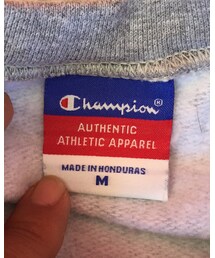 Champion®
AUTHENTIC
ATHLETIC APPAREL
MADE IN HONDURAS
M